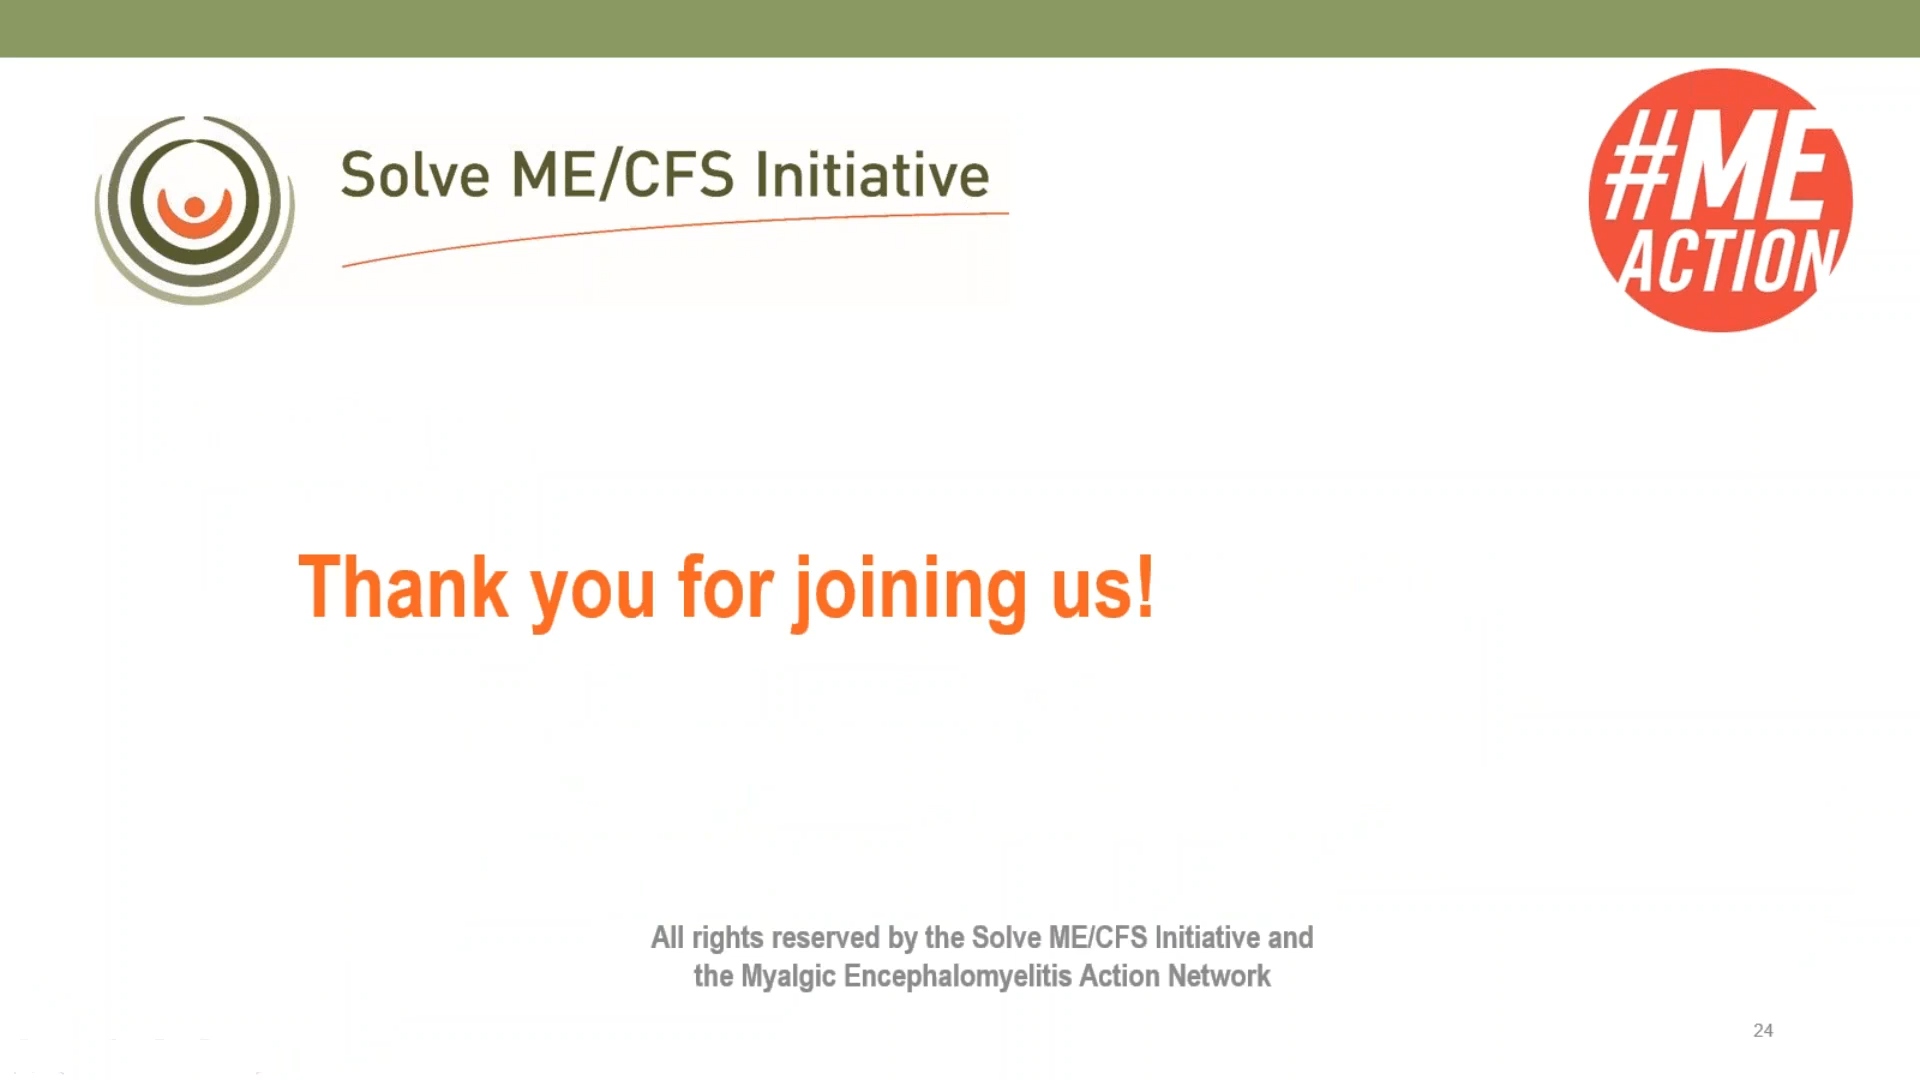 Solve ME/CFS Initiative
#ME
ACTION
Thank you for joining us!
All rights reserved by the Solve ME/CFS Initiative and
the Myalgic Encephalomyelitis Action Network
24